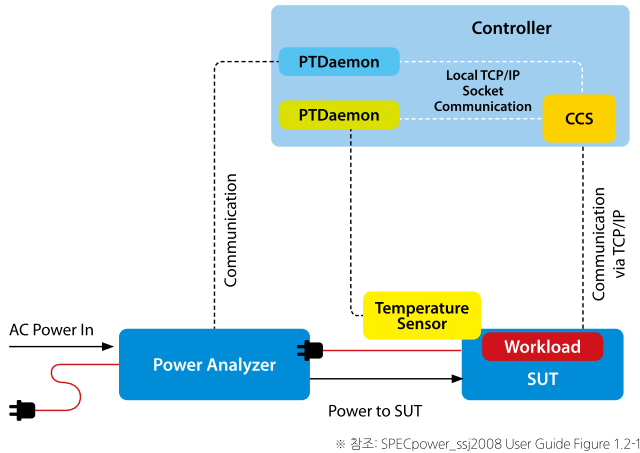 Controller
PTDaemon
Local TCP/IP
Socket
Communication
PTDaemon
CCS
Communication
Communication
via TCP/IP
Temperature
Sensor
AC Power In
Power Analyzer
Workload
SUT
Power to SUT
※ 참조: SPECpower_ssj2008 User Guide Figure 1.2-1